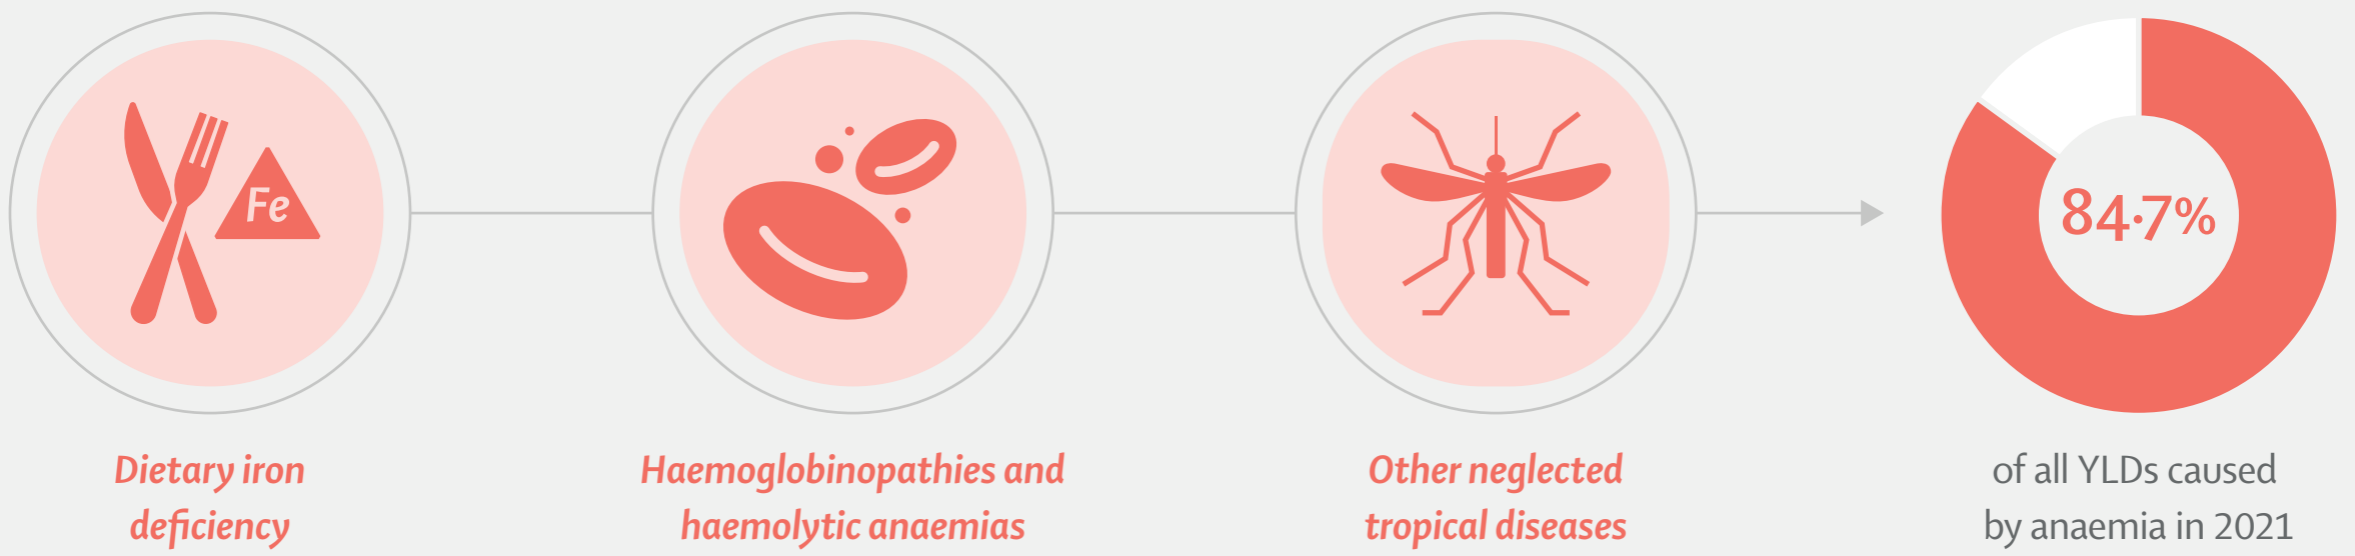 Fe
84·7%
Dietary iron
deficiency
Haemoglobinopathies and
haemolytic anaemias
Other neglected
tropical diseases
of all YLDs caused
by anaemia in 2021